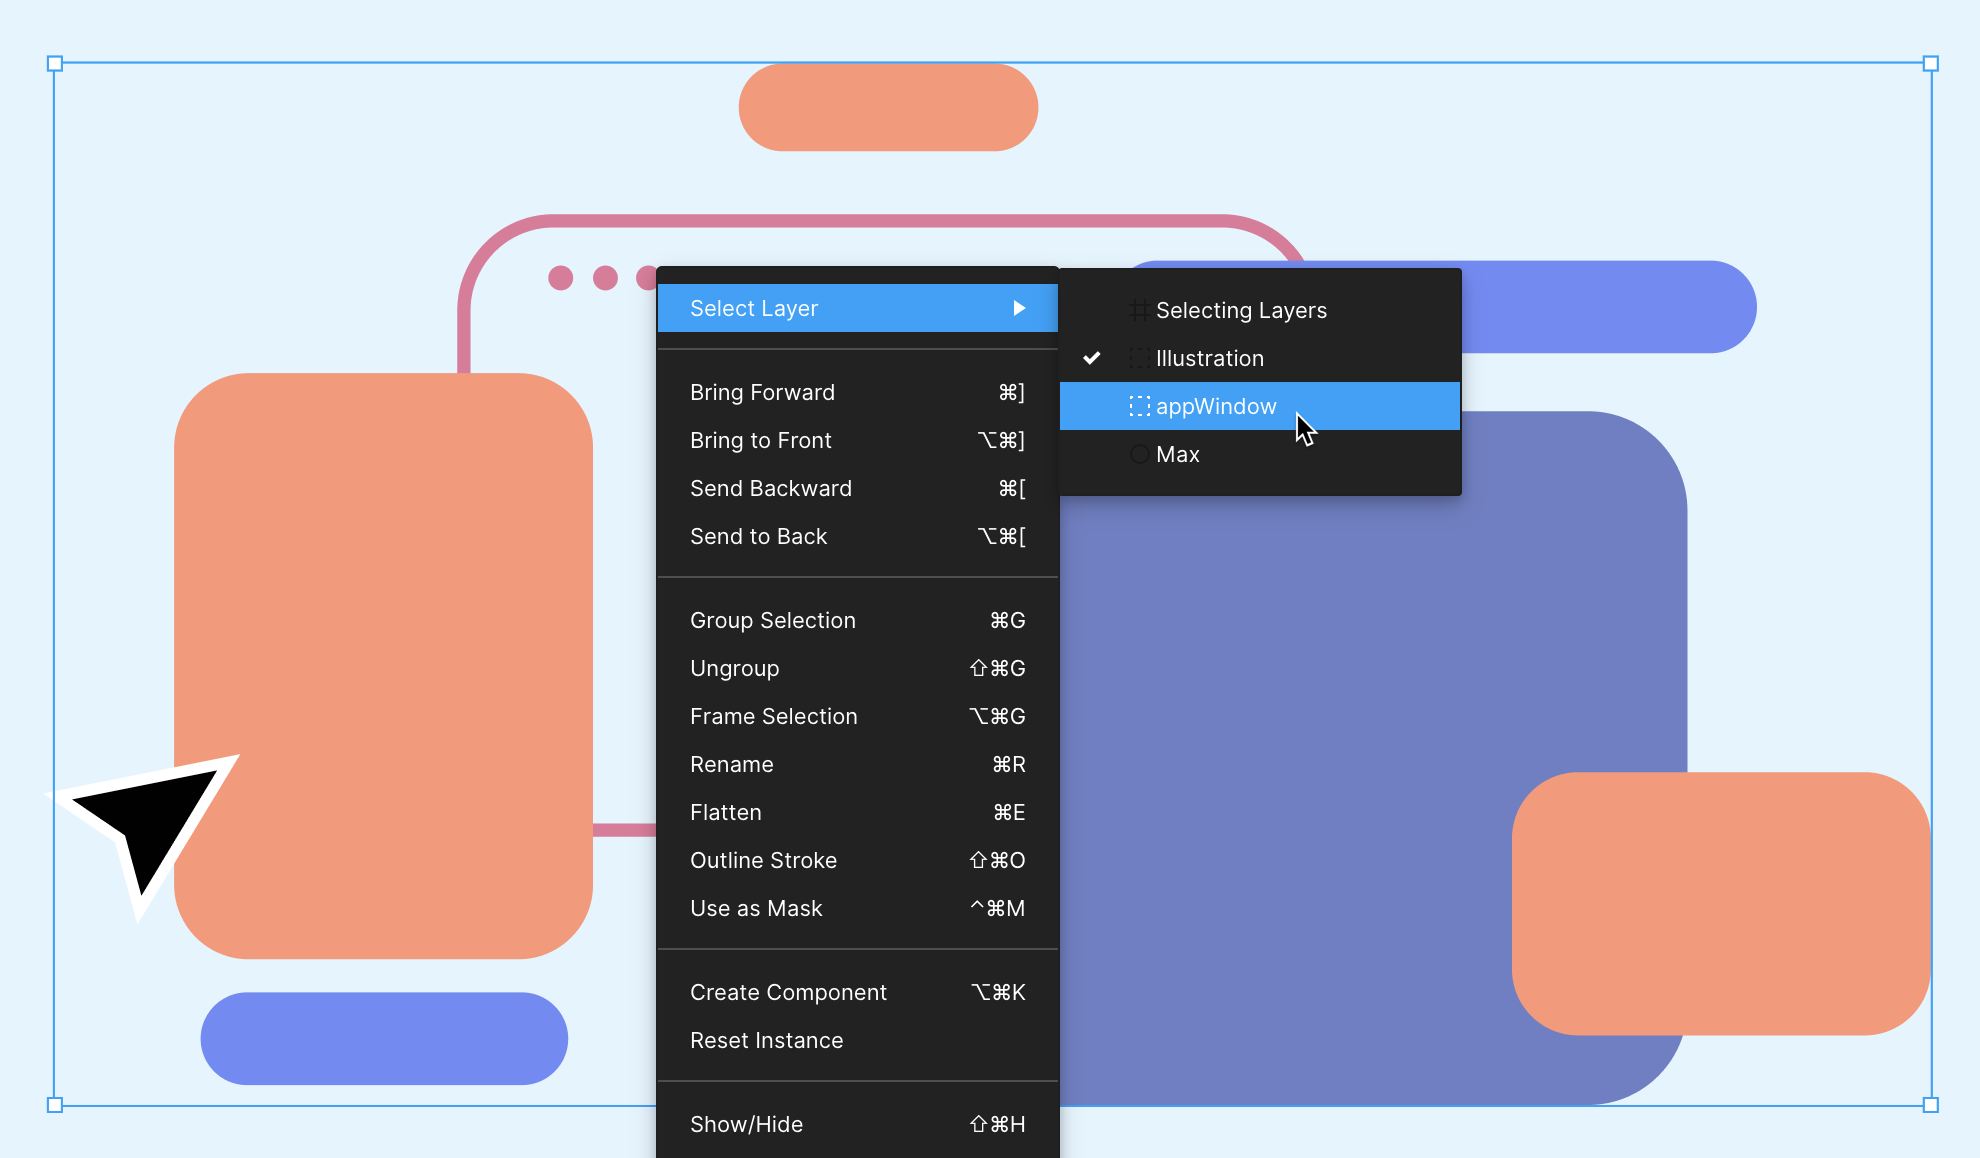 Select Layer
Bring Forward ⌘]
Bring to Front ⌥⌘]
Send Backward ⌘[
Send to Back ⌥⌘[
Group Selection ⌘G
Ungroup ⇧⌘G
Frame Selection ⌥⌘G
Rename ⌘R
Flatten ⌘E
Outline Stroke ⇧⌘O
Use as Mask ^⌘M
Create Component ⌥⌘K
Reset Instance
Show/Hide ⇧⌘H
Selecting Layers
Illustration
appWindow
Max